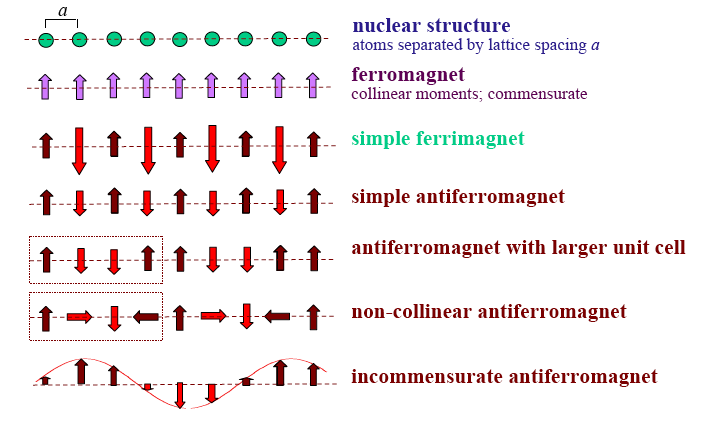 a
nuclear structure
atoms separated by lattice spacing a
ferromagnet
collinear moments; commensurate
simple ferrimagnet
simple antiferromagnet
antiferromagnet with larger unit cell
non-collinear antiferromagnet
incommensurate antiferromagnet